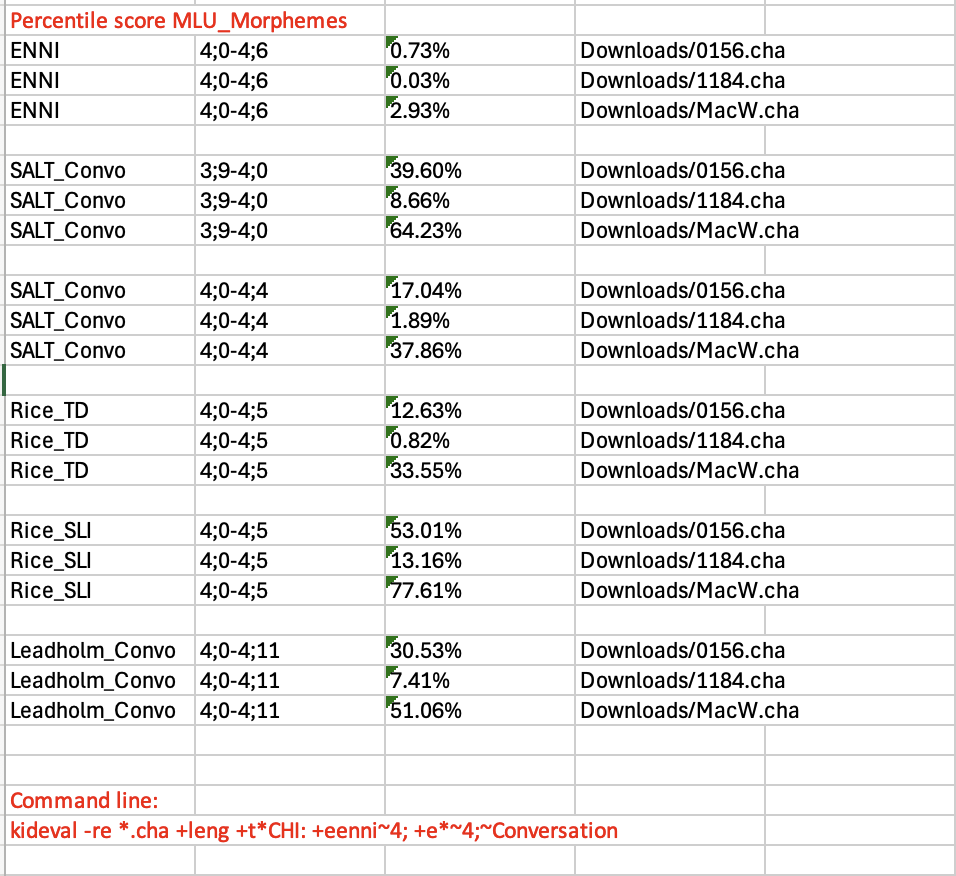 Percentile score MLU_Morphemes
ENNI 4;0-4;6 0.73% Downloads/0156.cha
ENNI 4;0-4;6 0.03% Downloads/1184.cha
ENNI 4;0-4;6 2.93% Downloads/MacW.cha
SALT_Convo 3;9-4;0 39.60% Downloads/0156.cha
SALT_Convo 3;9-4;0 8.66% Downloads/1184.cha
SALT_Convo 3;9-4;0 64.23% Downloads/MacW.cha
SALT_Convo 4;0-4;4 17.04% Downloads/0156.cha
SALT_Convo 4;0-4;4 1.89% Downloads/1184.cha
SALT_Convo 4;0-4;4 37.86% Downloads/MacW.cha
Rice_TD 4;0-4;5 12.63% Downloads/0156.cha
Rice_TD 4;0-4;5 0.82% Downloads/1184.cha
Rice_TD 4;0-4;5 33.55% Downloads/MacW.cha
Rice_SLI 4;0-4;5 53.01% Downloads/0156.cha
Rice_SLI 4;0-4;5 13.16% Downloads/1184.cha
Rice_SLI 4;0-4;5 77.61% Downloads/MacW.cha
Leadholm_Convo 4;0-4;11 30.53% Downloads/0156.cha
Leadholm_Convo 4;0-4;11 7.41% Downloads/1184.cha
Leadholm_Convo 4;0-4;11 51.06% Downloads/MacW.cha
Command line:
kideval -re *.cha +leng +t*CHI: +eenni~4; +e*~4;~Conversation